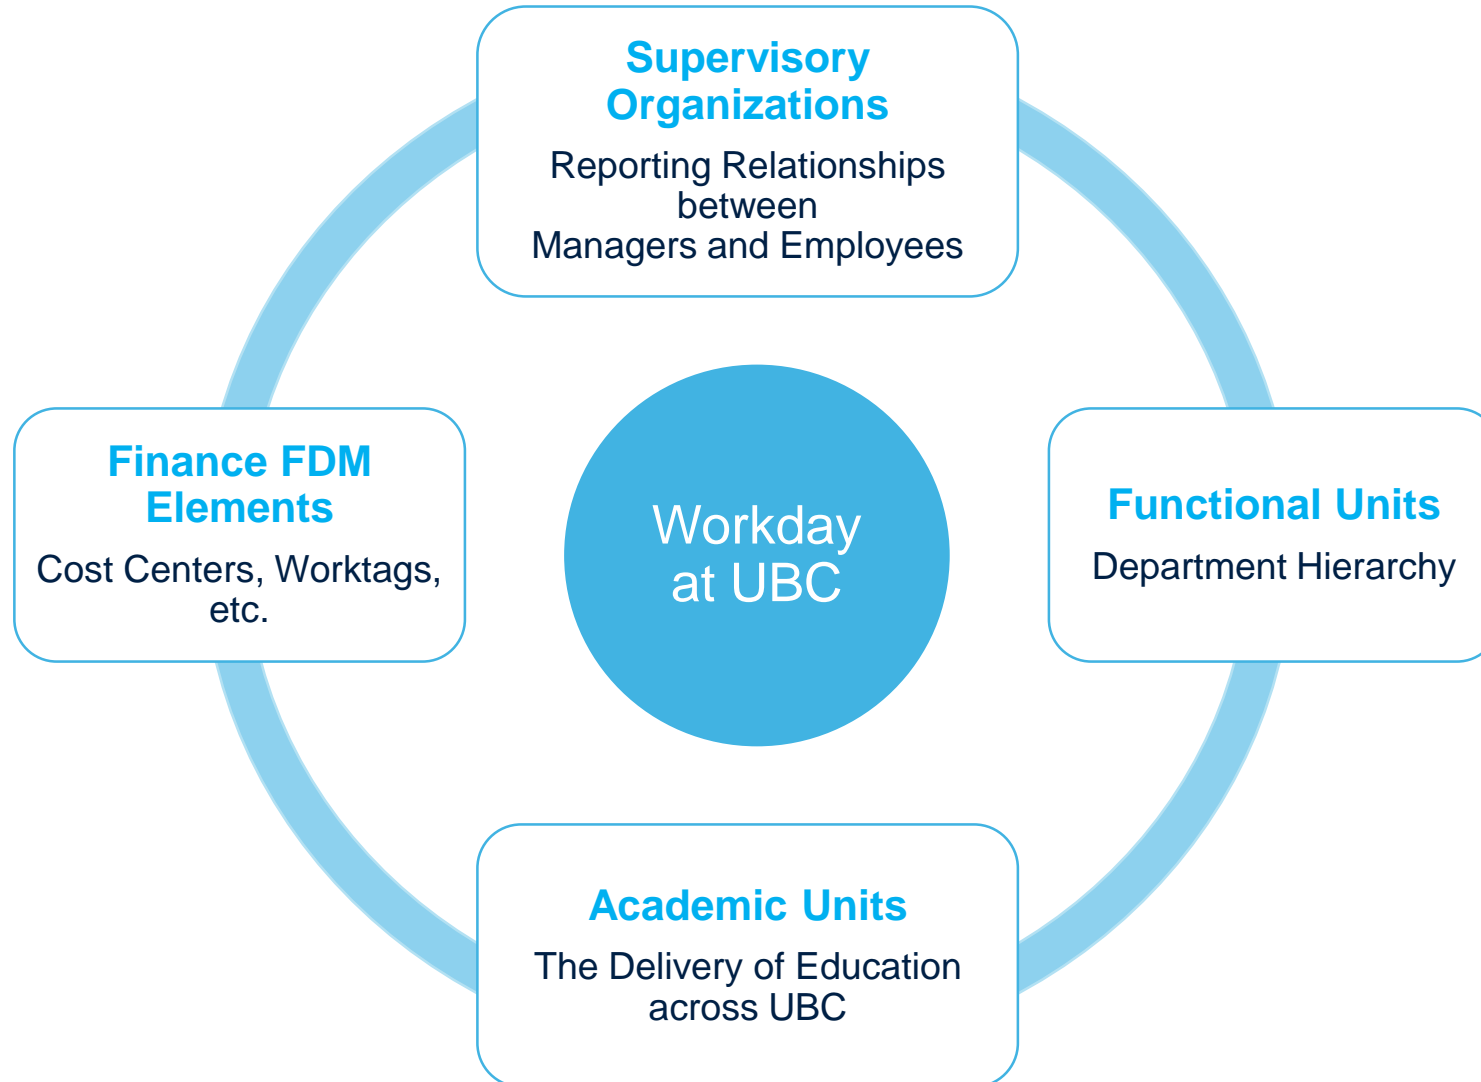 Supervisory
Organizations
Reporting Relationships
between
Managers and Employees
Finance FDM
Elements
Cost Centers, Worktags,
etc.
Workday
at UBC
Functional Units
Department Hierarchy
Academic Units
The Delivery of Education
across UBC